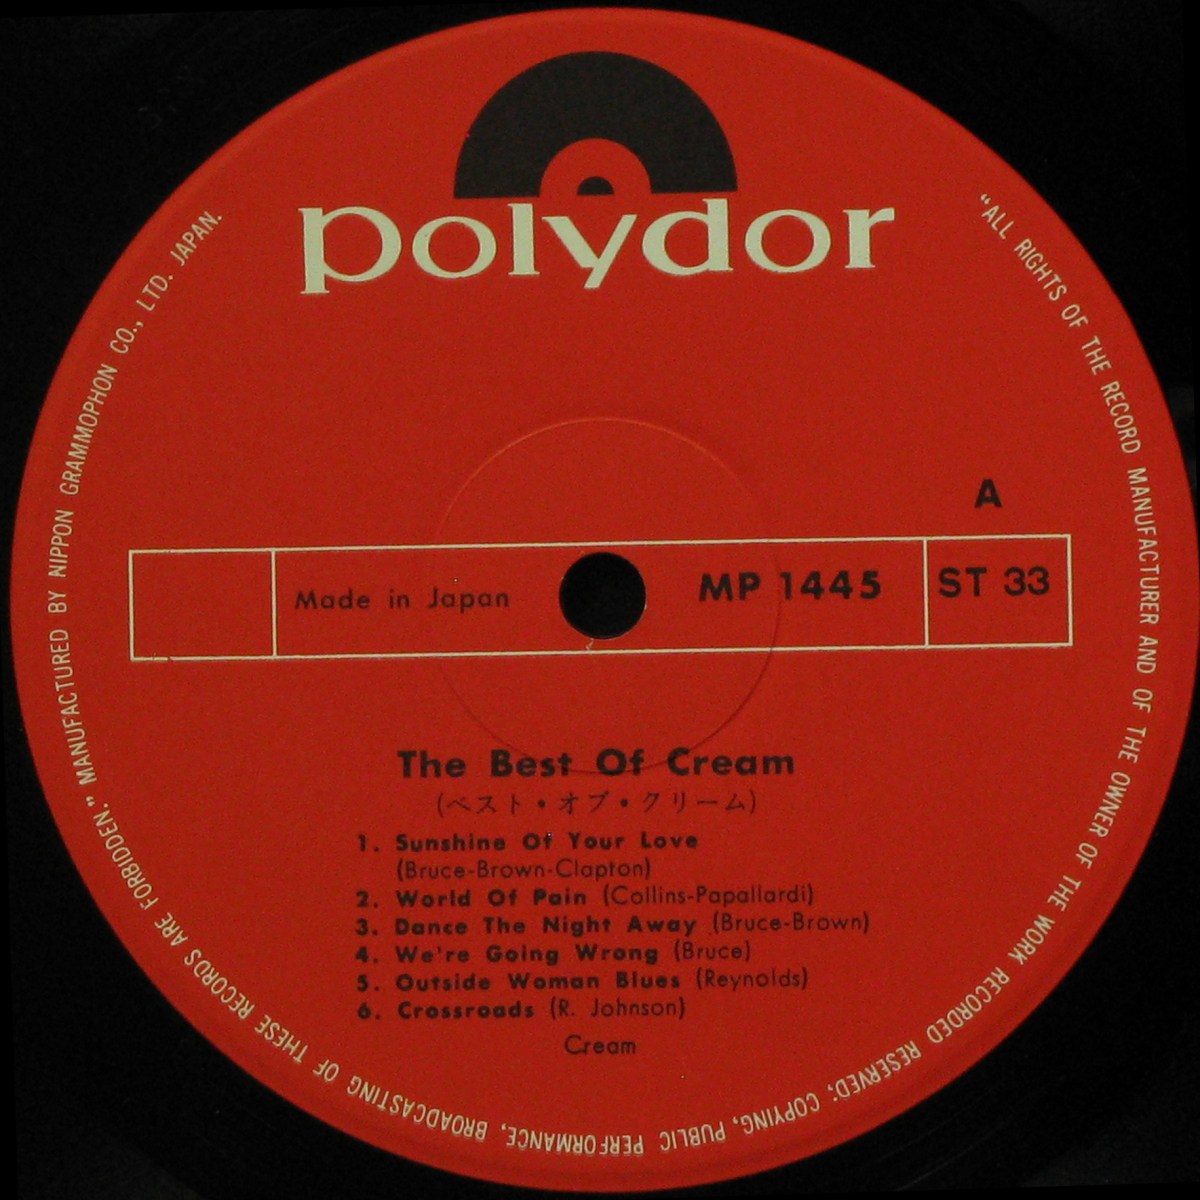 polydor
"ALL RIGHTS OF THE RECORD MANUFACTURER AND OF THE OWNER OF THE WORK RECORDED RESERVED; COPYING, PUBLIC PERFORMANCE, BROADCASTING OF THESE RECORDS ARE FORBIDDEN." MANUFACTURED BY NIPPON GRAMMOPHON CO., LTD. JAPAN.
A
Made in Japan MP 1445 ST 33
The Best Of Cream
(ベスト・オブ・クリーム)
1. Sunshine Of Your Love
(Bruce-Brown-Clapton)
2. World Of Pain (Collins-Papallardi)
3. Dance The Night Away (Bruce-Brown)
4. We're Going Wrong (Bruce)
5. Outside Woman Blues (Reynolds)
6. Crossroads (R. Johnson)
Cream